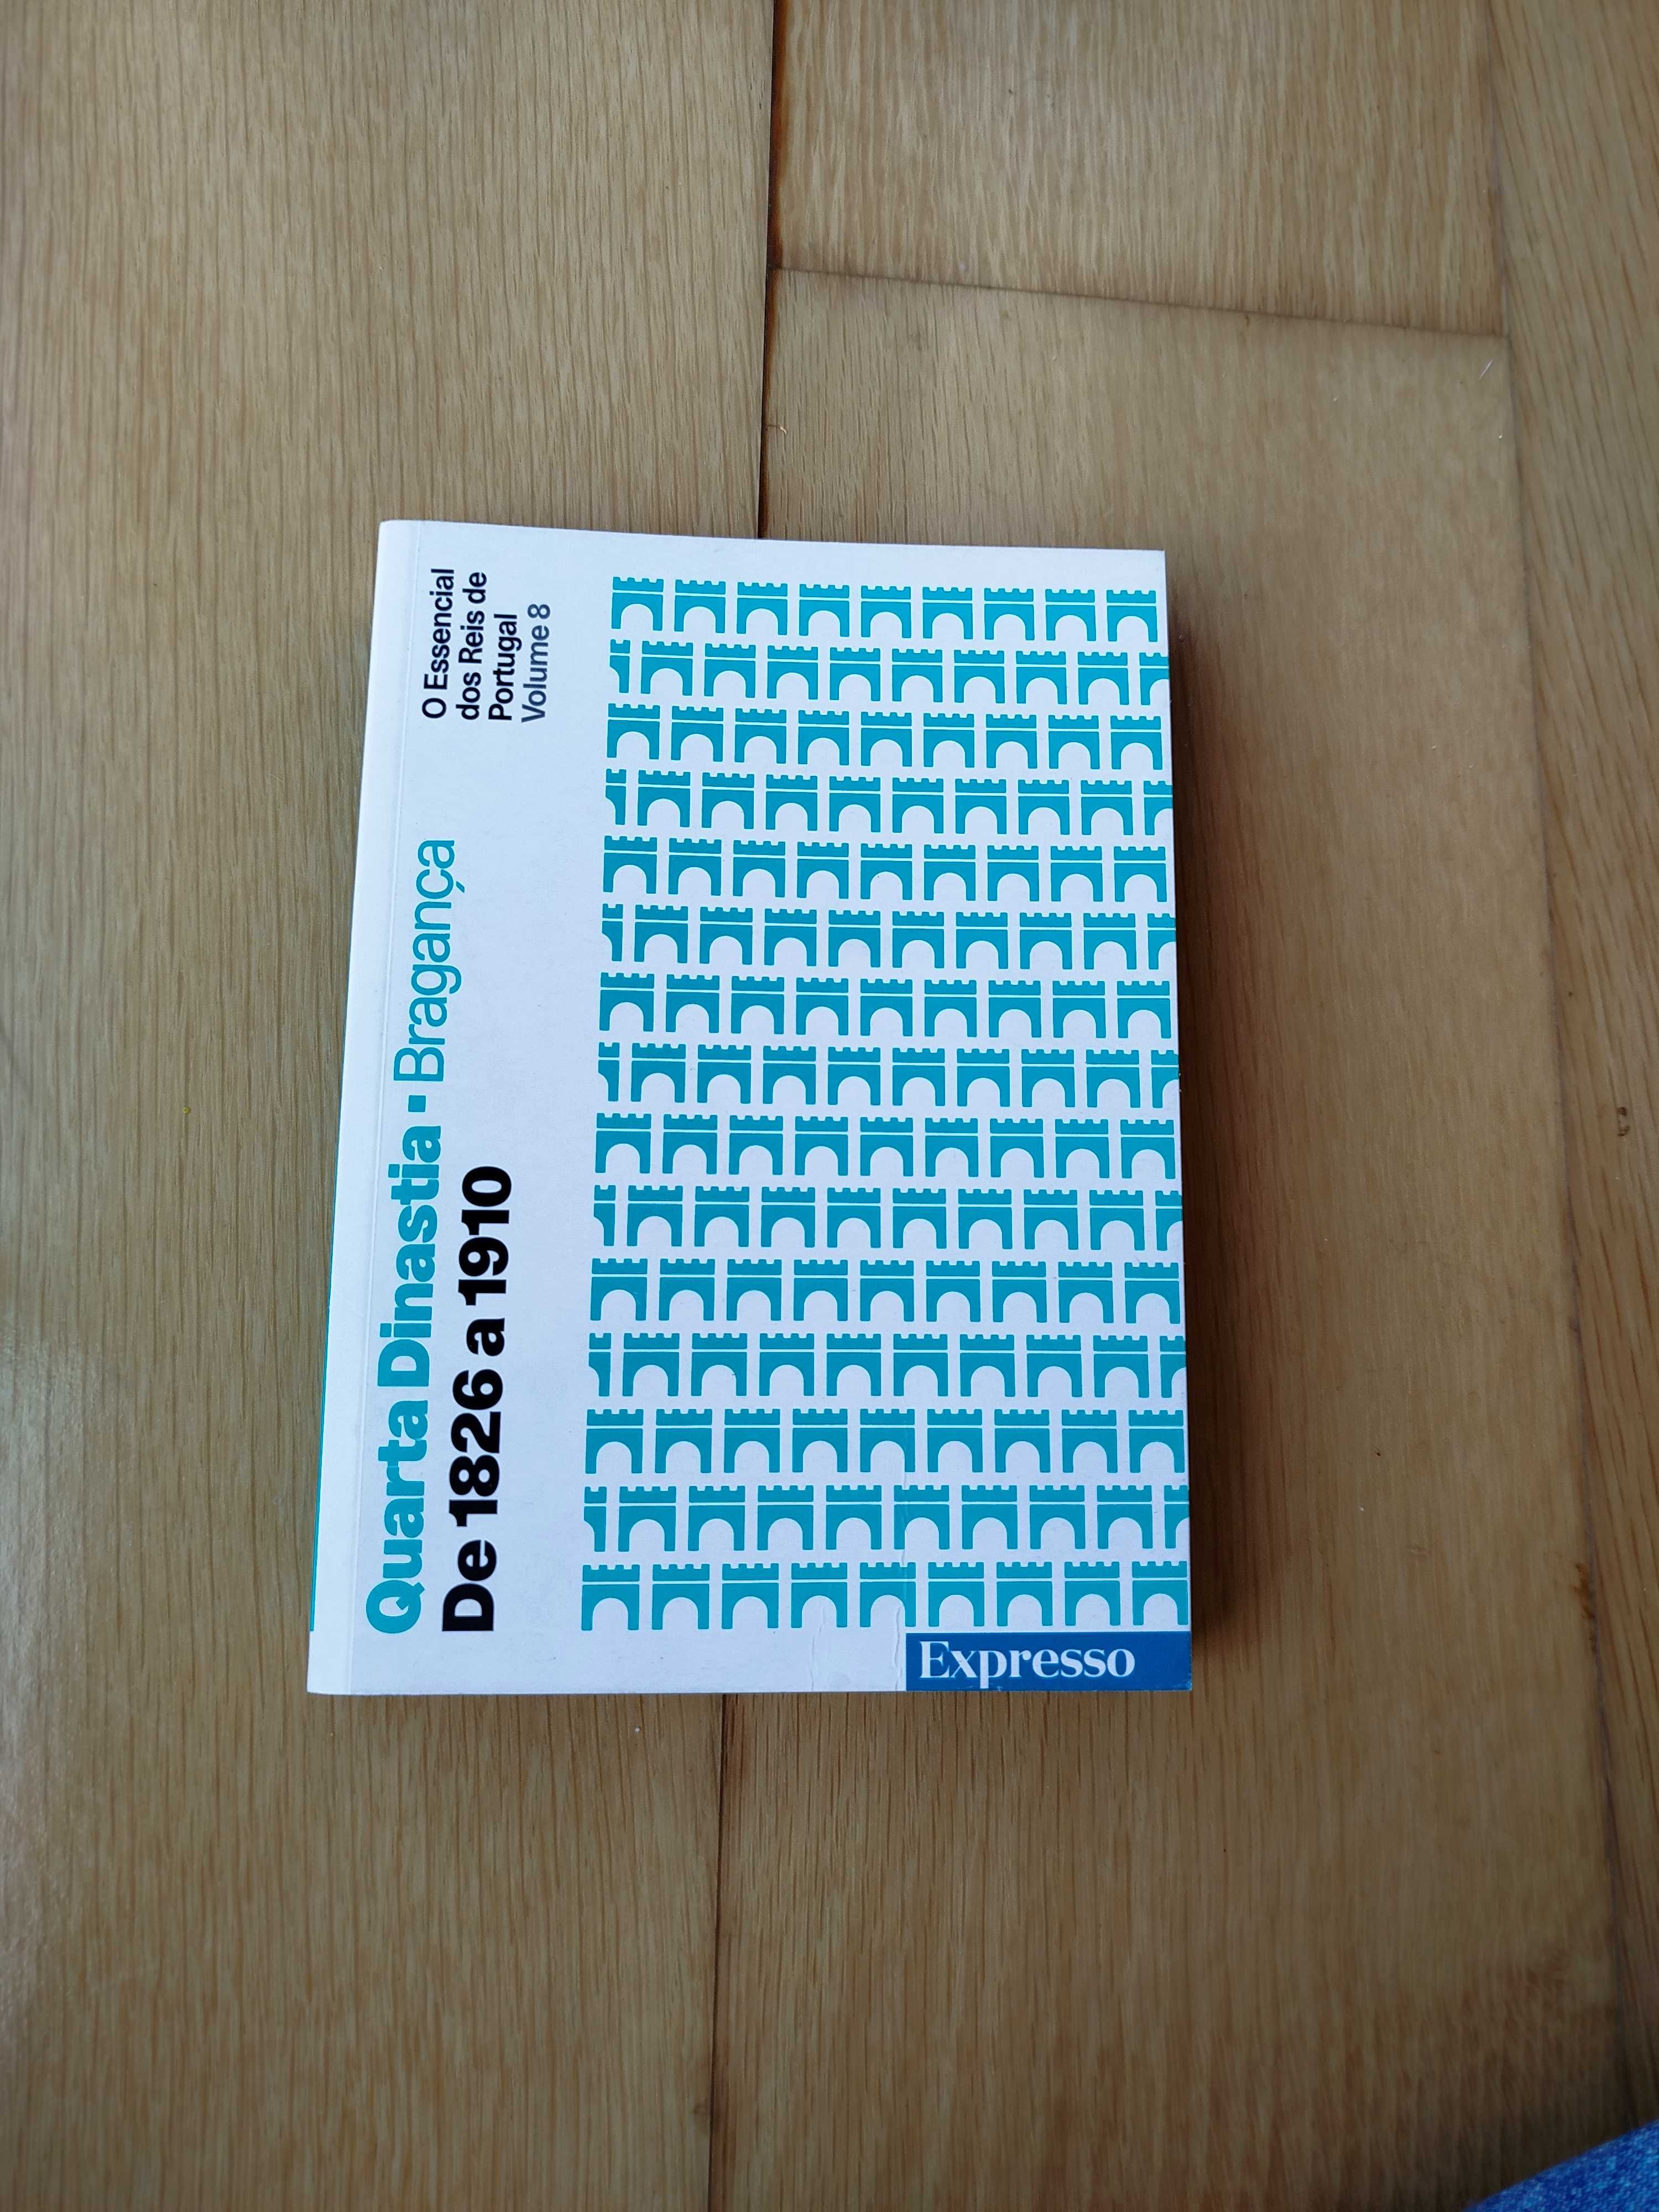 Quarta Dinastia ▪ Bragança
De 1826 a 1910
O Essencial
dos Reis de
Portugal
Volume 8
Expresso